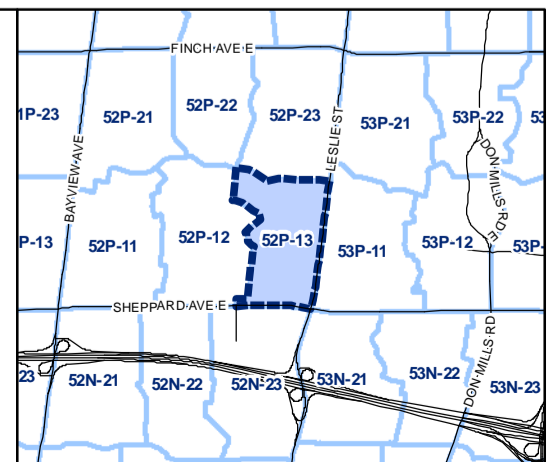 FINCH AVE E
1P-23
52P-21
52P-22
52P-23
53P-21
53P-22
53
BAYVIEW AVE
LESLIE ST
DON MILLS RD E
P-13
52P-11
52P-12
52P-13
53P-11
53P-12
53P-
SHEPPARD AVE E
DON MILLS RD
23
52N-21
52N-22
52N-23
53N-21
53N-22
53N-23